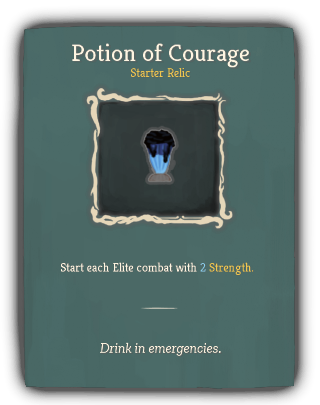 Potion of Courage
Starter Relic
Start each Elite combat with 2 Strength.
Drink in emergencies.